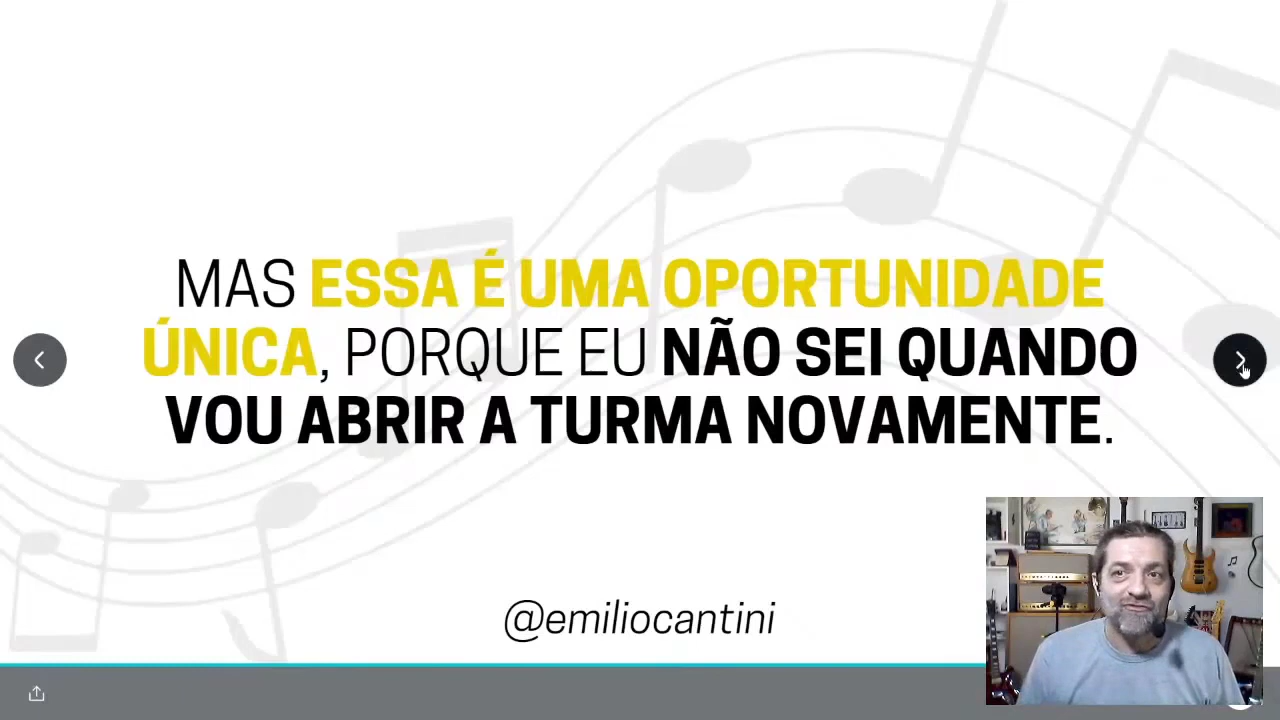 MAS ESSA É UMA OPORTUNIDADE
ÚNICA, PORQUE EU NÃO SEI QUANDO
VOU ABRIR A TURMA NOVAMENTE.
@emiliocantini